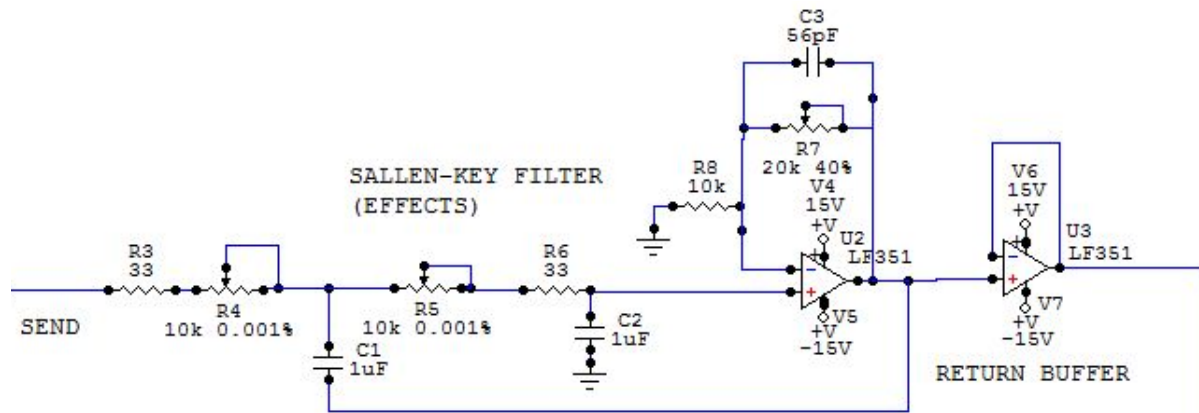 C3
56pF
R7
20k 40%
R8
10k
SALLEN-KEY FILTER
(EFFECTS)
V4
15V
+V
U2
LF351
V5
+V
-15V
V6
15V
+V
U3
LF351
V7
+V
-15V
R3
33
R4
10k 0.001%
R5
10k 0.001%
R6
33
SEND
C1
1uF
C2
1uF
RETURN BUFFER